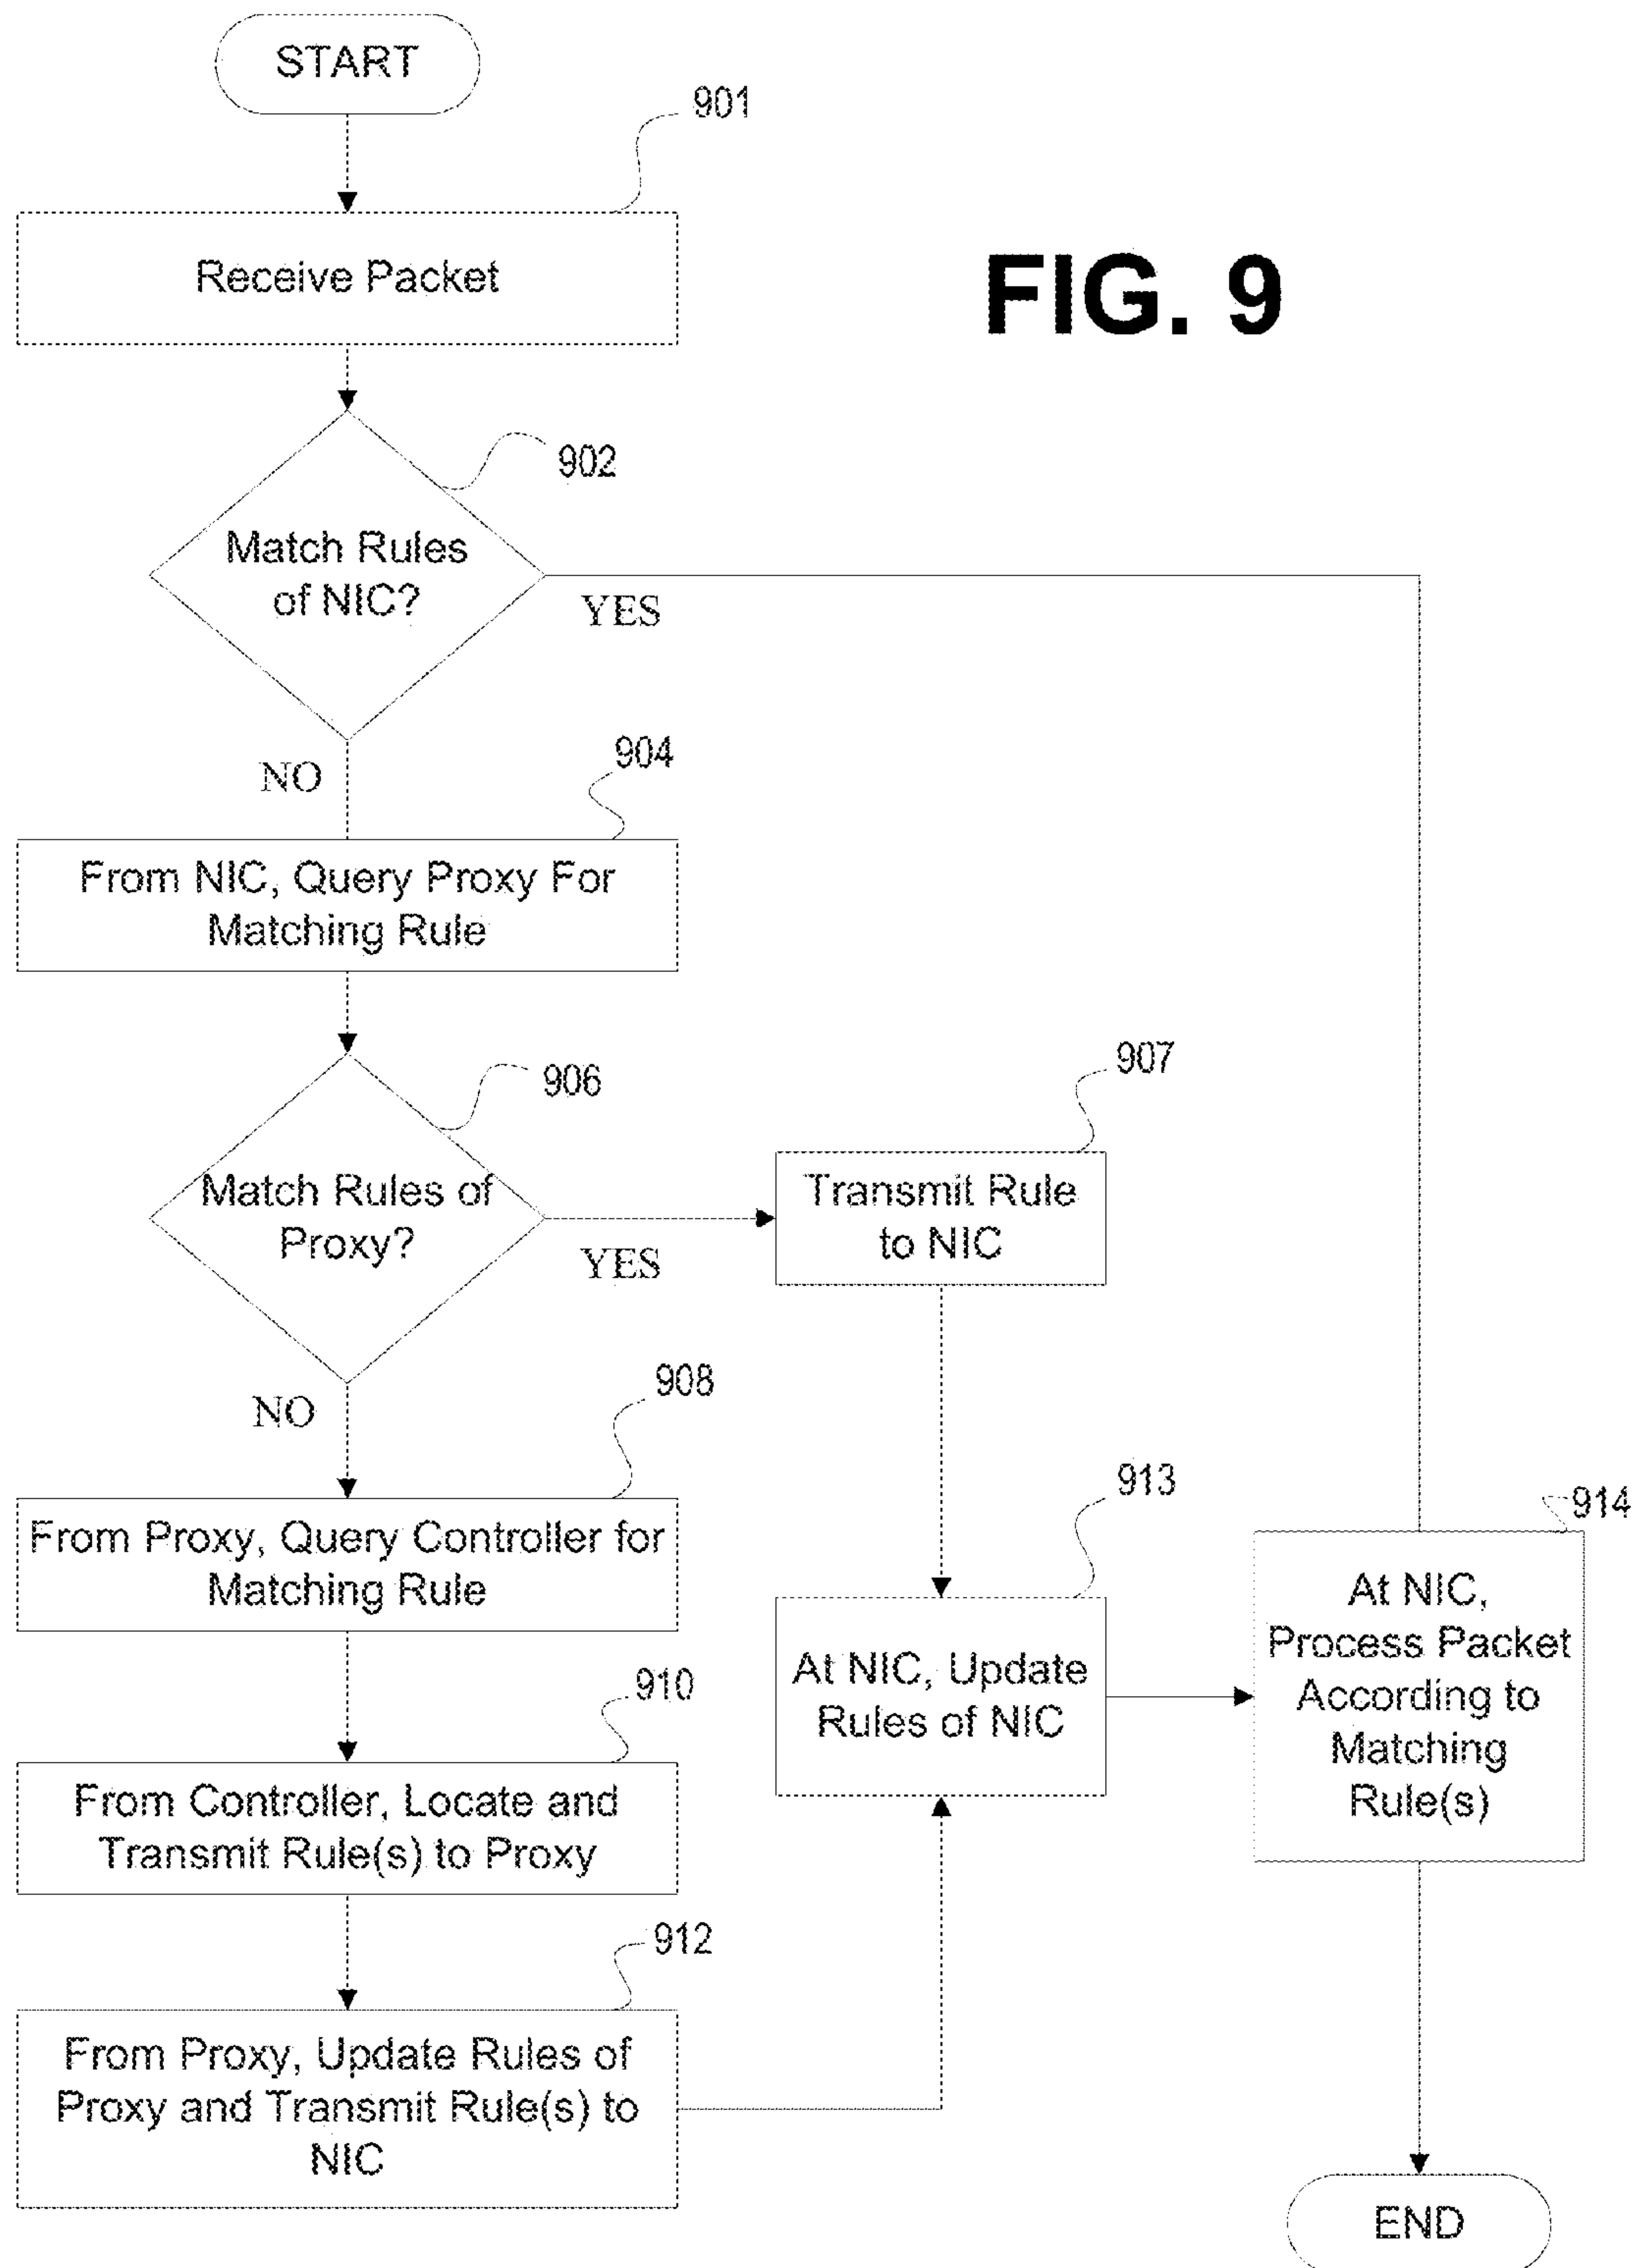 START
901
Receive Packet
FIG. 9
902
Match Rules
of NIC?
YES
NO
904
From NIC, Query Proxy For
Matching Rule
906
Match Rules of
Proxy?
YES
907
Transmit Rule
to NIC
NO
908
From Proxy, Query Controller for
Matching Rule
910
From Controller, Locate and
Transmit Rule(s) to Proxy
912
From Proxy, Update Rules of
Proxy and Transmit Rule(s) to
NIC
913
At NIC, Update
Rules of NIC
914
At NIC,
Process Packet
According to
Matching
Rule(s)
END